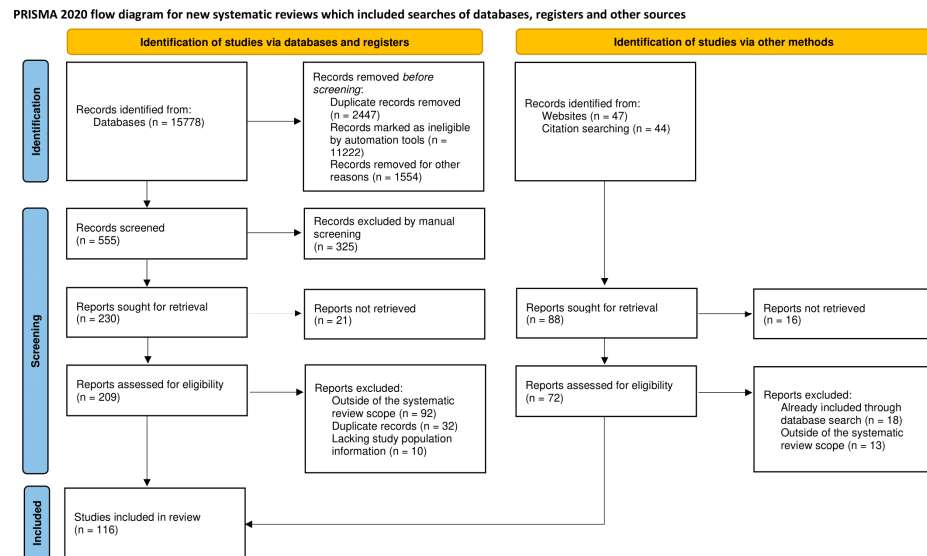 PRISMA 2020 flow diagram for new systematic reviews which included searches of databases, registers and other sources
Identification of studies via databases and registers
Identification of studies via other methods
Identification
Records identified from:
Databases (n = 15778)
Records removed before
screening:
Duplicate records removed
(n = 2447)
Records marked as ineligible
by automation tools (n =
11222)
Records removed for other
reasons (n = 1554)
Records identified from:
Websites (n = 47)
Citation searching (n = 44)
Screening
Records screened
(n = 555)
Records excluded by manual
screening
(n = 325)
Reports sought for retrieval
(n = 230)
Reports not retrieved
(n = 21)
Reports sought for retrieval
(n = 88)
Reports not retrieved
(n = 16)
Reports assessed for eligibility
(n = 209)
Reports excluded:
Outside of the systematic
review scope (n = 92)
Duplicate records (n = 32)
Lacking study population
information (n = 10)
Reports assessed for eligibility
(n = 72)
Reports excluded:
Already included through
database search (n = 18)
Outside of the systematic
review scope (n = 13)
Included
Studies included in review
(n = 116)